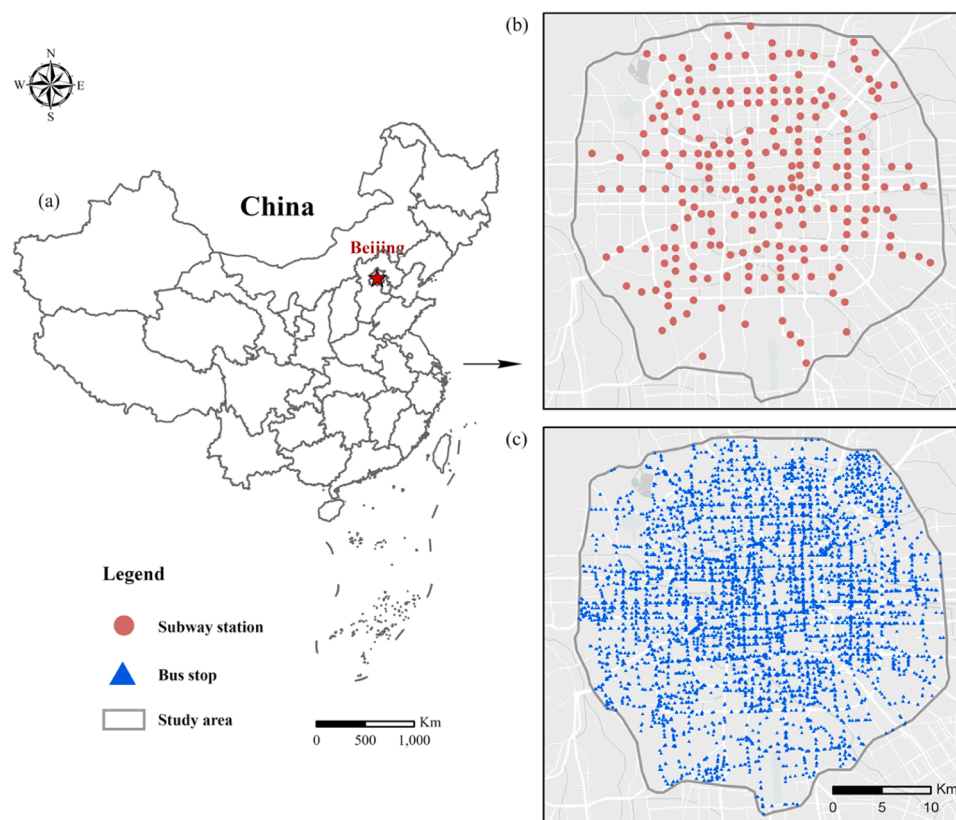 (b)
N
W
E
S
(a)
China
Beijing
(c)
Legend
Subway station
Bus stop
Study area
Km
0 500 1,000
Km
0 5 10